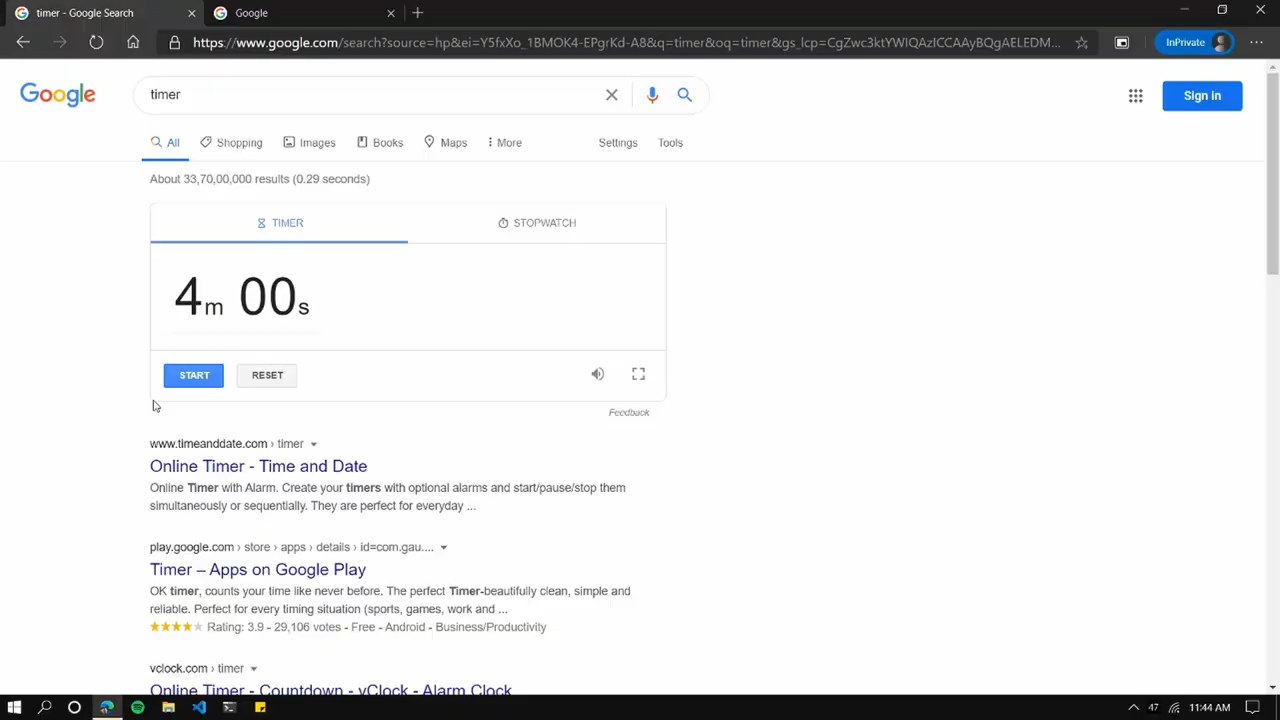 timer - Google Search
Google
https://www.google.com/search?source=hp&ei=Y5fxXo_1BMOK4-EPgrKd-A8&q=timer&oq=timer&gs_lcp=CgZwc3ktYWIQAzICCAAyBQgAELEDM...
InPrivate
Google
timer
Sign in
All
Shopping
Images
Books
Maps
More
Settings
Tools
About 33,70,00,000 results (0.29 seconds)
TIMER
STOPWATCH
4m 00s
START
RESET
Feedback
www.timeanddate.com › timer
Online Timer - Time and Date
Online Timer with Alarm. Create your timers with optional alarms and start/pause/stop them
simultaneously or sequentially. They are perfect for everyday ...
play.google.com › store › apps › details › id=com.gau....
Timer – Apps on Google Play
OK timer, counts your time like never before. The perfect Timer-beautifully clean, simple and
reliable. Perfect for every timing situation (sports, games, work and ...
Rating: 3.9 - 29,106 votes - Free - Android - Business/Productivity
vclock.com › timer
Online Timer - Countdown - vClock - Alarm Clock
47
11:44 AM